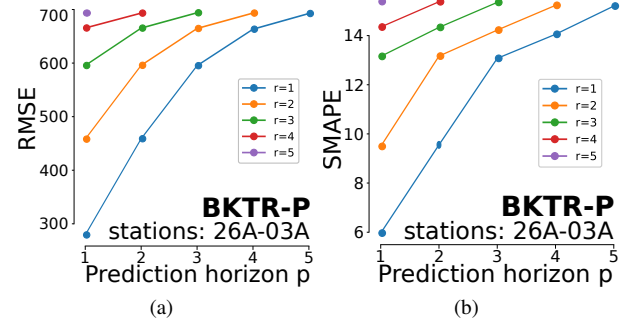 700
600
500
400
300
RMSE
r=1
r=2
r=3
r=4
r=5
BKTR-P
stations: 26A-03A
1 2 3 4 5
Prediction horizon p
(a)
14
12
10
8
6
SMAPE
r=1
r=2
r=3
r=4
r=5
BKTR-P
stations: 26A-03A
1 2 3 4 5
Prediction horizon p
(b)